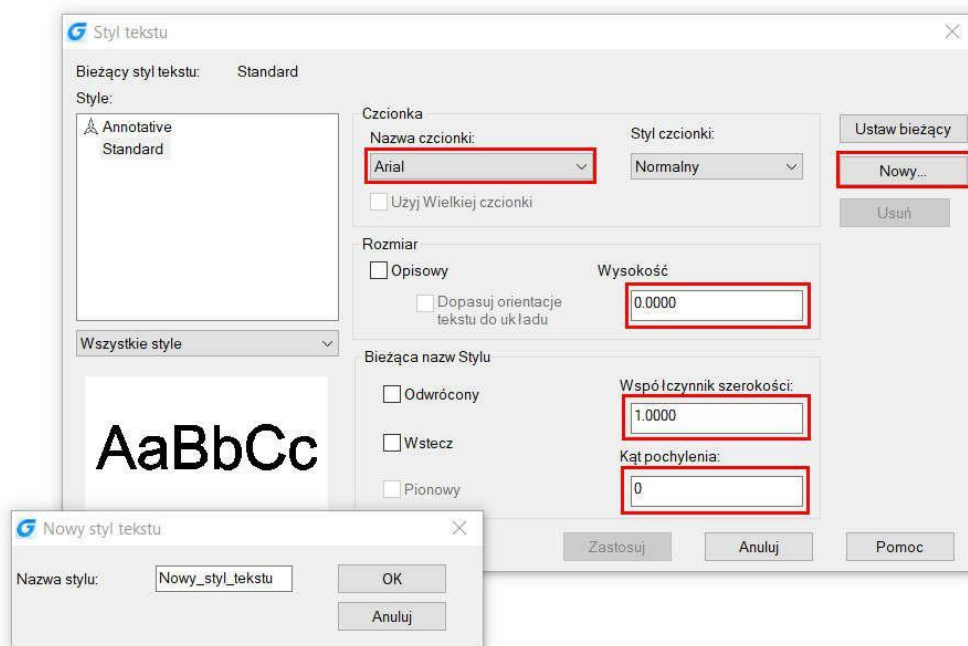 Styl tekstu
Bieżący styl tekstu: Standard
Style:
Annotative
Standard
Wszystkie style
AaBbCc
Czcionka
Nazwa czcionki:
Styl czcionki:
Arial
Normalny
Użyj Wielkiej czcionki
Rozmiar
Opisowy
Wysokość
Dopasuj orientacje
tekstu do układu
0.0000
Bieżąca nazw Stylu
Odwrócony
Współczynnik szerokości:
1.0000
Wstecz
Kąt pochylenia:
Pionowy
0
Ustaw bieżący
Nowy...
Usuń
Zastosuj
Anuluj
Pomoc
Nowy styl tekstu
Nazwa stylu:
Nowy_styl_tekstu
OK
Anuluj